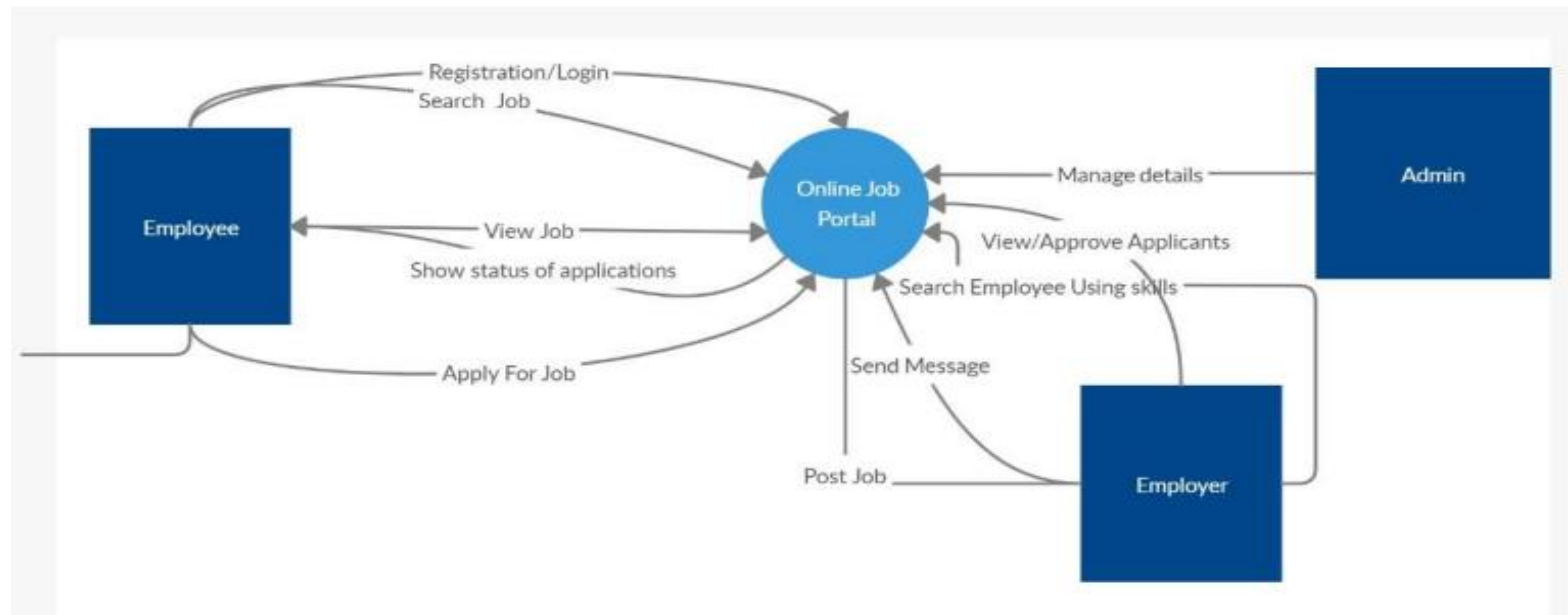 Registration/Login
Search Job
Employee
Online Job
Portal
Manage details
Admin
View Job
View/Approve Applicants
Show status of applications
Search Employee Using skills
Send Message
Apply For Job
Post Job
Employer